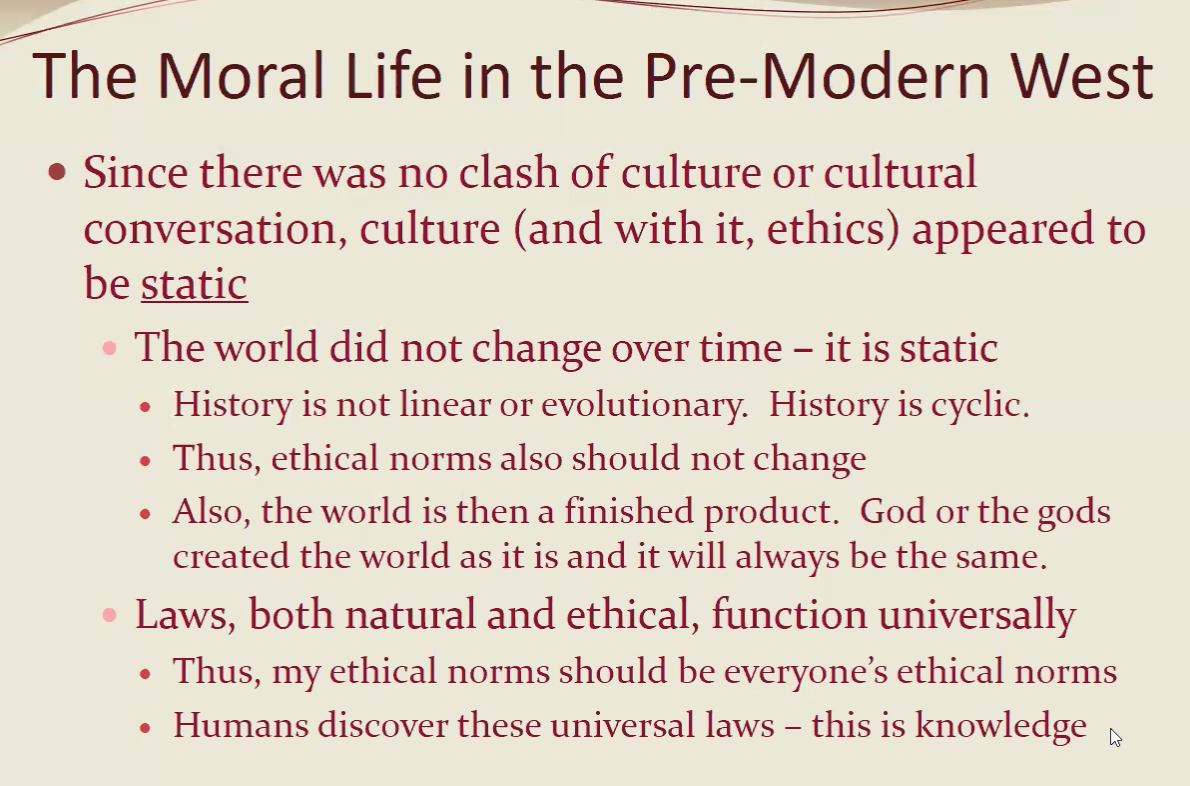 The Moral Life in the Pre-Modern West
Since there was no clash of culture or cultural
conversation, culture (and with it, ethics) appeared to
be static
The world did not change over time – it is static
History is not linear or evolutionary.  History is cyclic.
Thus, ethical norms also should not change
Also, the world is then a finished product.  God or the gods
created the world as it is and it will always be the same.
Laws, both natural and ethical, function universally
Thus, my ethical norms should be everyone’s ethical norms
Humans discover these universal laws – this is knowledge